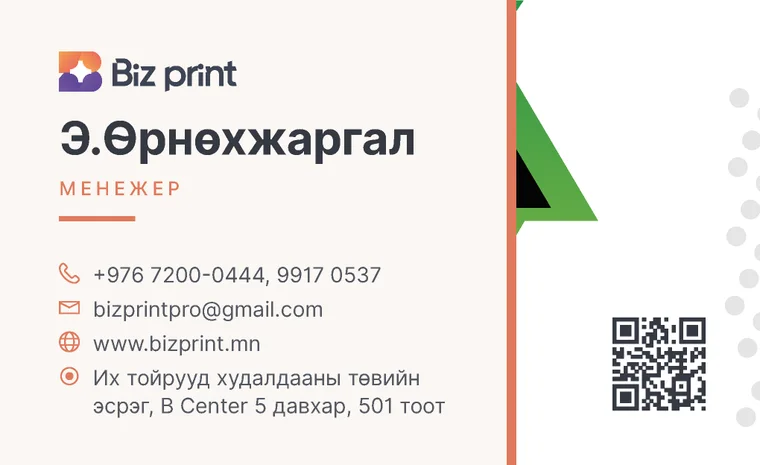 Biz print
Э.Өрнөхжаргал
МЕНЕЖЕР
+976 7200-0444, 9917 0537
bizprintpro@gmail.com
www.bizprint.mn
Их тойрууд худалдааны төвийн
эсрэг, B Center 5 давхар, 501 тоот